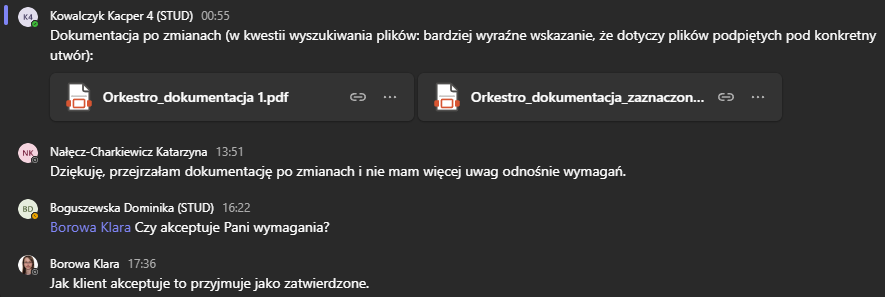 K4 Kowalczyk Kacper 4 (STUD) 00:55
Dokumentacja po zmianach (w kwestii wyszukiwania plików: bardziej wyraźne wskazanie, że dotyczy plików podpiętych pod konkretny
utwór):
Orkestro_dokumentacja 1.pdf ... Orkestro_dokumentacja_zaznaczon... ...
NK Nałęcz-Charkiewicz Katarzyna 13:51
Dziękuję, przejrzałam dokumentację po zmianach i nie mam więcej uwag odnośnie wymagań.
BD Boguszewska Dominika (STUD) 16:22
Borowa Klara Czy akceptuje Pani wymagania?
Borowa Klara 17:36
Jak klient akceptuje to przyjmuje jako zatwierdzone.